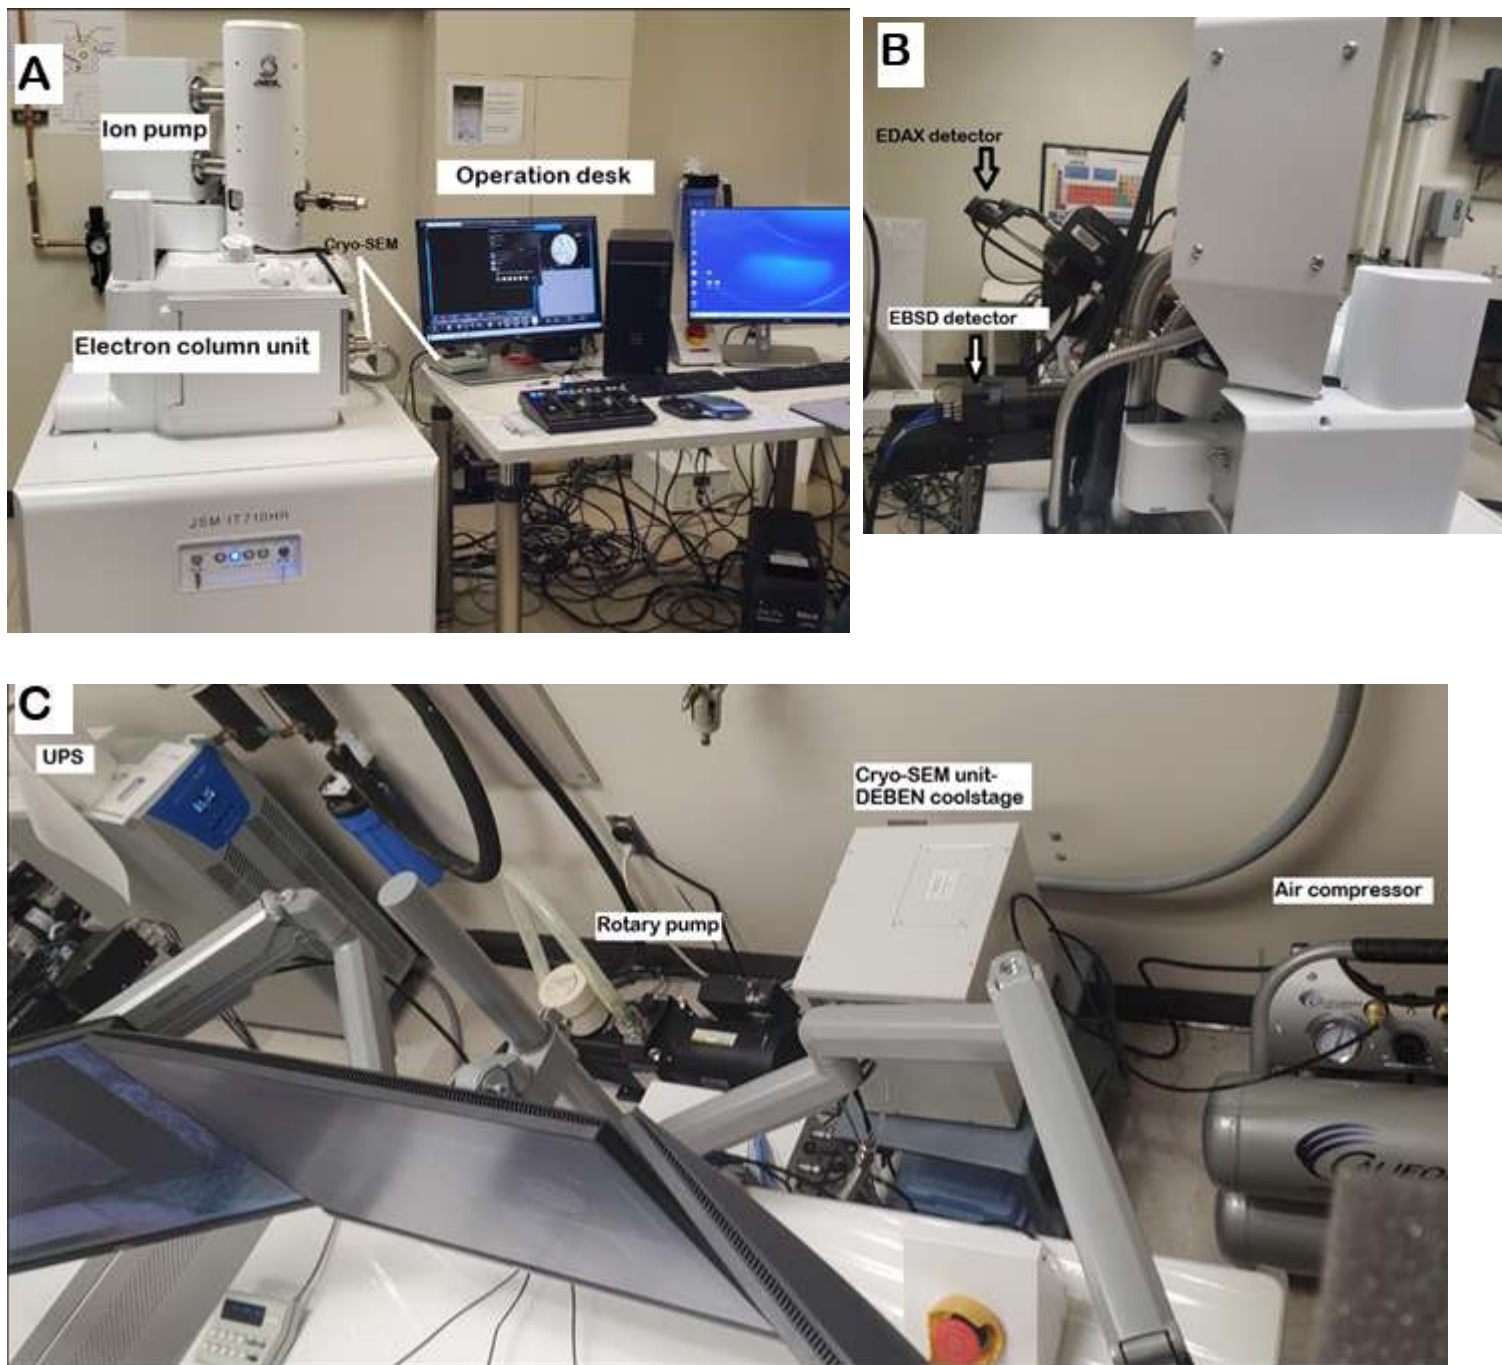 A
Ion pump
Operation desk
Cryo-SEM
Electron column unit
JSM-IT710HR
B
EDAX detector
EBSD detector
C
UPS
Cryo-SEM unit-
DEBEN coolstage
Rotary pump
Air compressor